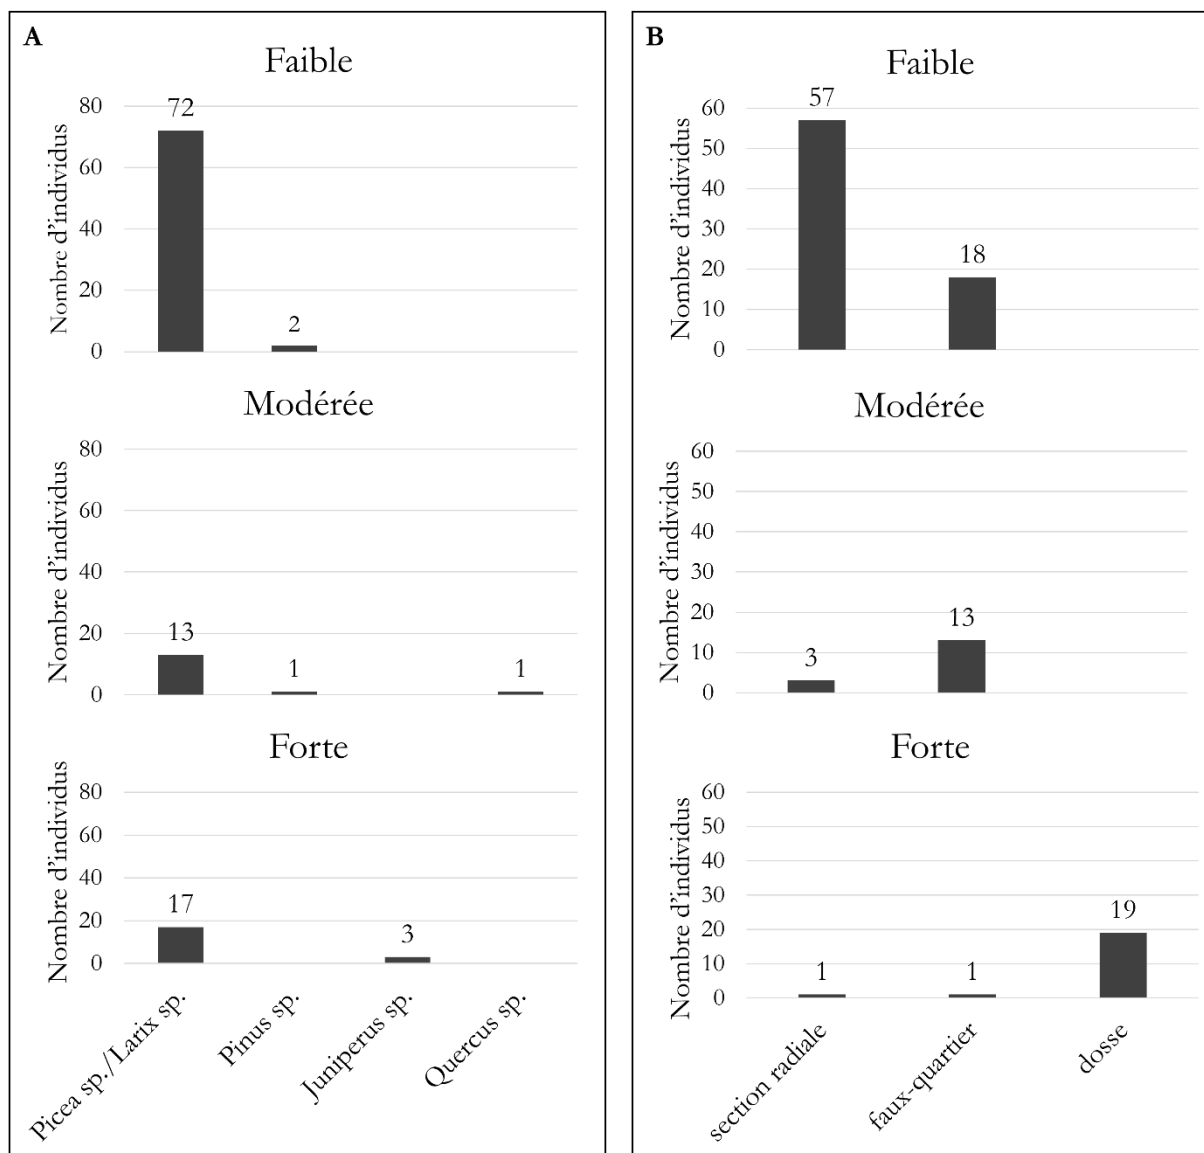 A
Faible
Nombre d'individus
80
60
40
20
0
72
2
Modérée
Nombre d'individus
80
60
40
20
0
13
1
1
Forte
Nombre d'individus
80
60
40
20
0
17
3
Picea sp./Larix sp.
Pinus sp.
Juniperus sp.
Quercus sp.
B
Faible
Nombre d'individus
60
50
40
30
20
10
0
57
18
Modérée
Nombre d'individus
60
50
40
30
20
10
0
3
13
Forte
Nombre d'individus
60
50
40
30
20
10
0
1
1
19
section radiale
faux-quartier
dosse